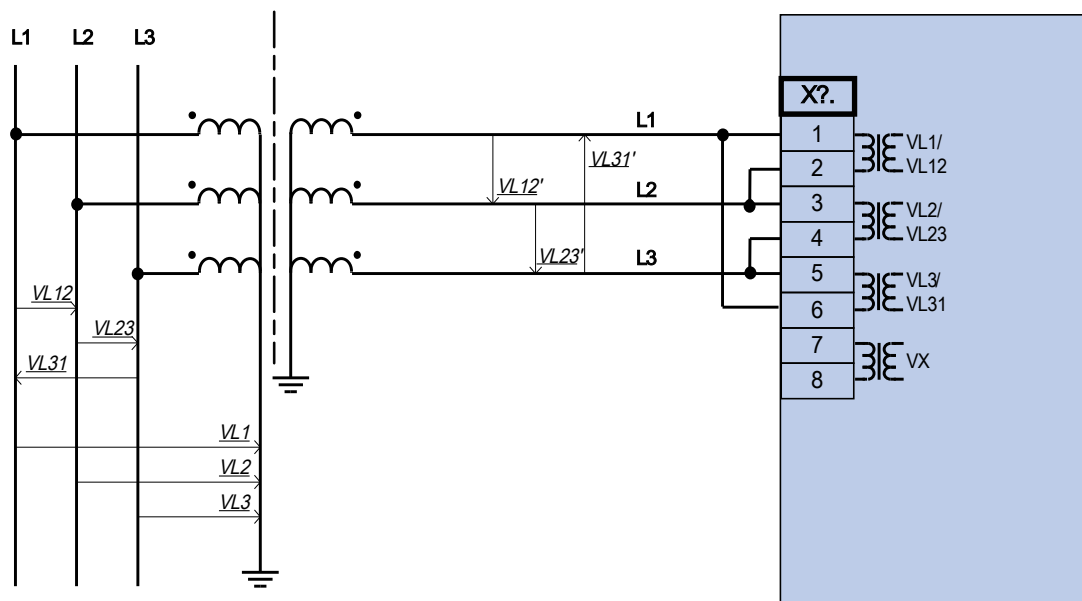 L1 L2 L3
X?.
L1
1
VL1/
VL31'
2
VL12
VL12'
L2
3
VL2/
4
VL23
VL23'
L3
5
VL3/
6
VL31
VL12
VL23
7
VX
VL31
8
VL1
VL2
VL3